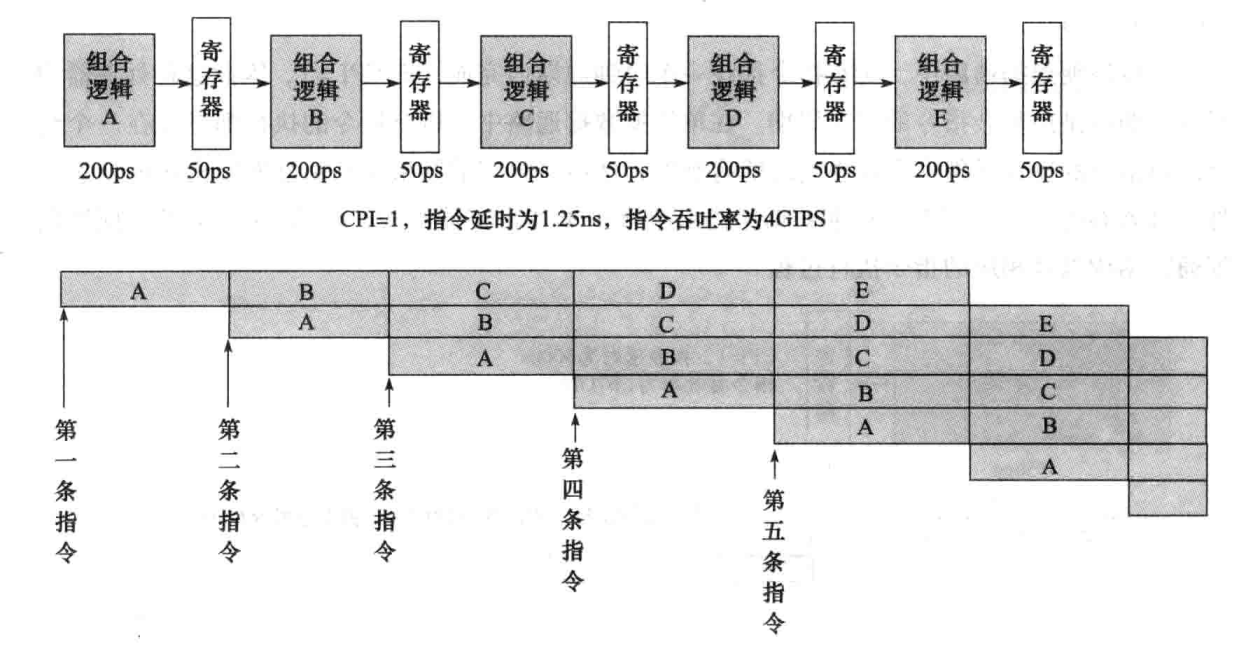 组合逻辑A
寄存器
组合逻辑B
寄存器
组合逻辑C
寄存器
组合逻辑D
寄存器
组合逻辑E
寄存器
200ps 50ps 200ps 50ps 200ps 50ps 200ps 50ps 200ps 50ps
CPI=1，指令延时为1.25ns，指令吞吐率为4GIPS
A B C D E
A B C D E
A B C D
A B C
A B
A
第一条指令
第二条指令
第三条指令
第四条指令
第五条指令